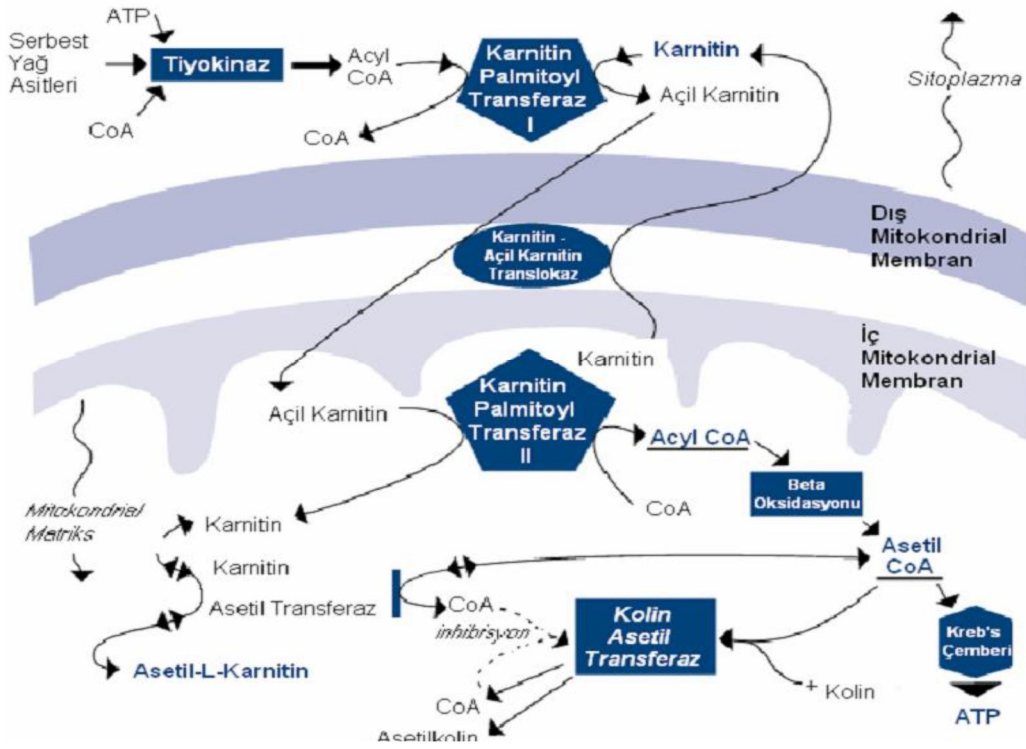 ATP
Serbest
Yağ
Asitleri
Tiyokinaz
CoA
Acyl
CoA
CoA
Karnitin
Palmitoyl
Transferaz
I
Karnitin
Açil Karnitin
Sitoplazma
Dış
Mitokondrial
Membran
Karnitin -
Açil Karnitin
Translokaz
İç
Mitokondrial
Membran
Karnitin
Açil Karnitin
Karnitin
Palmitoyl
Transferaz
II
Acyl CoA
CoA
Beta
Oksidasyonu
Mitokondrial
Matriks
Karnitin
Karnitin
Asetil Transferaz
Asetil-L-Karnitin
CoA
inhibisyon
Kolin
Asetil
Transferaz
CoA
Asetilkolin
+ Kolin
Asetil
CoA
Kreb's
Çemberi
ATP